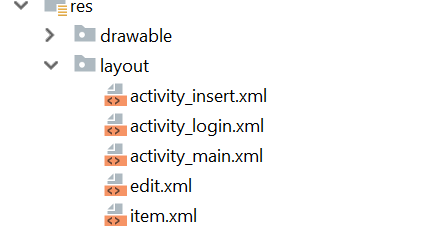 res
drawable
layout
activity_insert.xml
activity_login.xml
activity_main.xml
edit.xml
item.xml